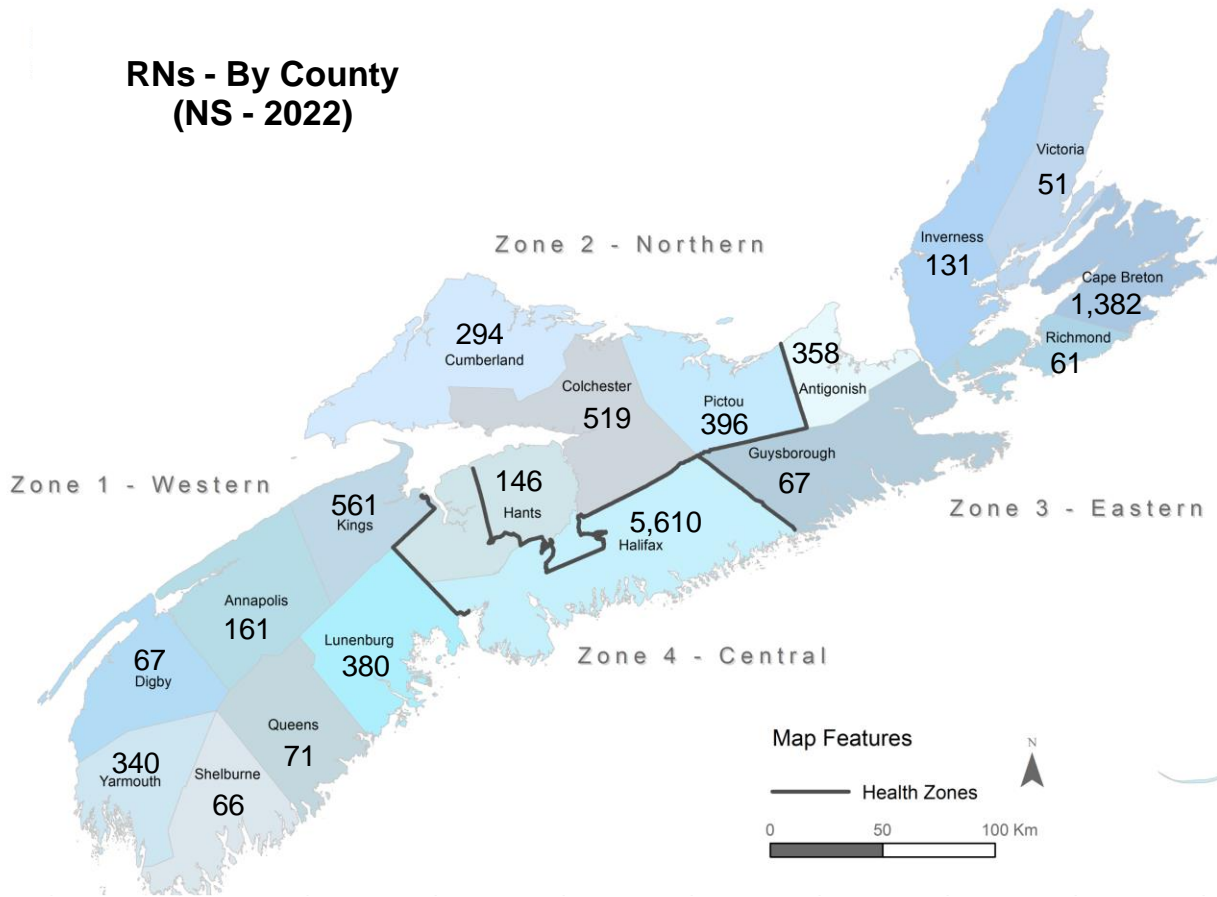 RNs - By County
(NS - 2022)
Victoria
51
Zone 2 - Northern
Inverness
131
Cape Breton
1,382
Richmond
61
294
Cumberland
358
Antigonish
Colchester
519
Pictou
396
Guysborough
67
Zone 1 - Western
561
Kings
146
Hants
5,610
Halifax
Zone 3 - Eastern
Annapolis
161
Lunenburg
380
Zone 4 - Central
67
Digby
Queens
71
340
Yarmouth
Shelburne
66
Map Features
N
Health Zones
0 50 100 Km